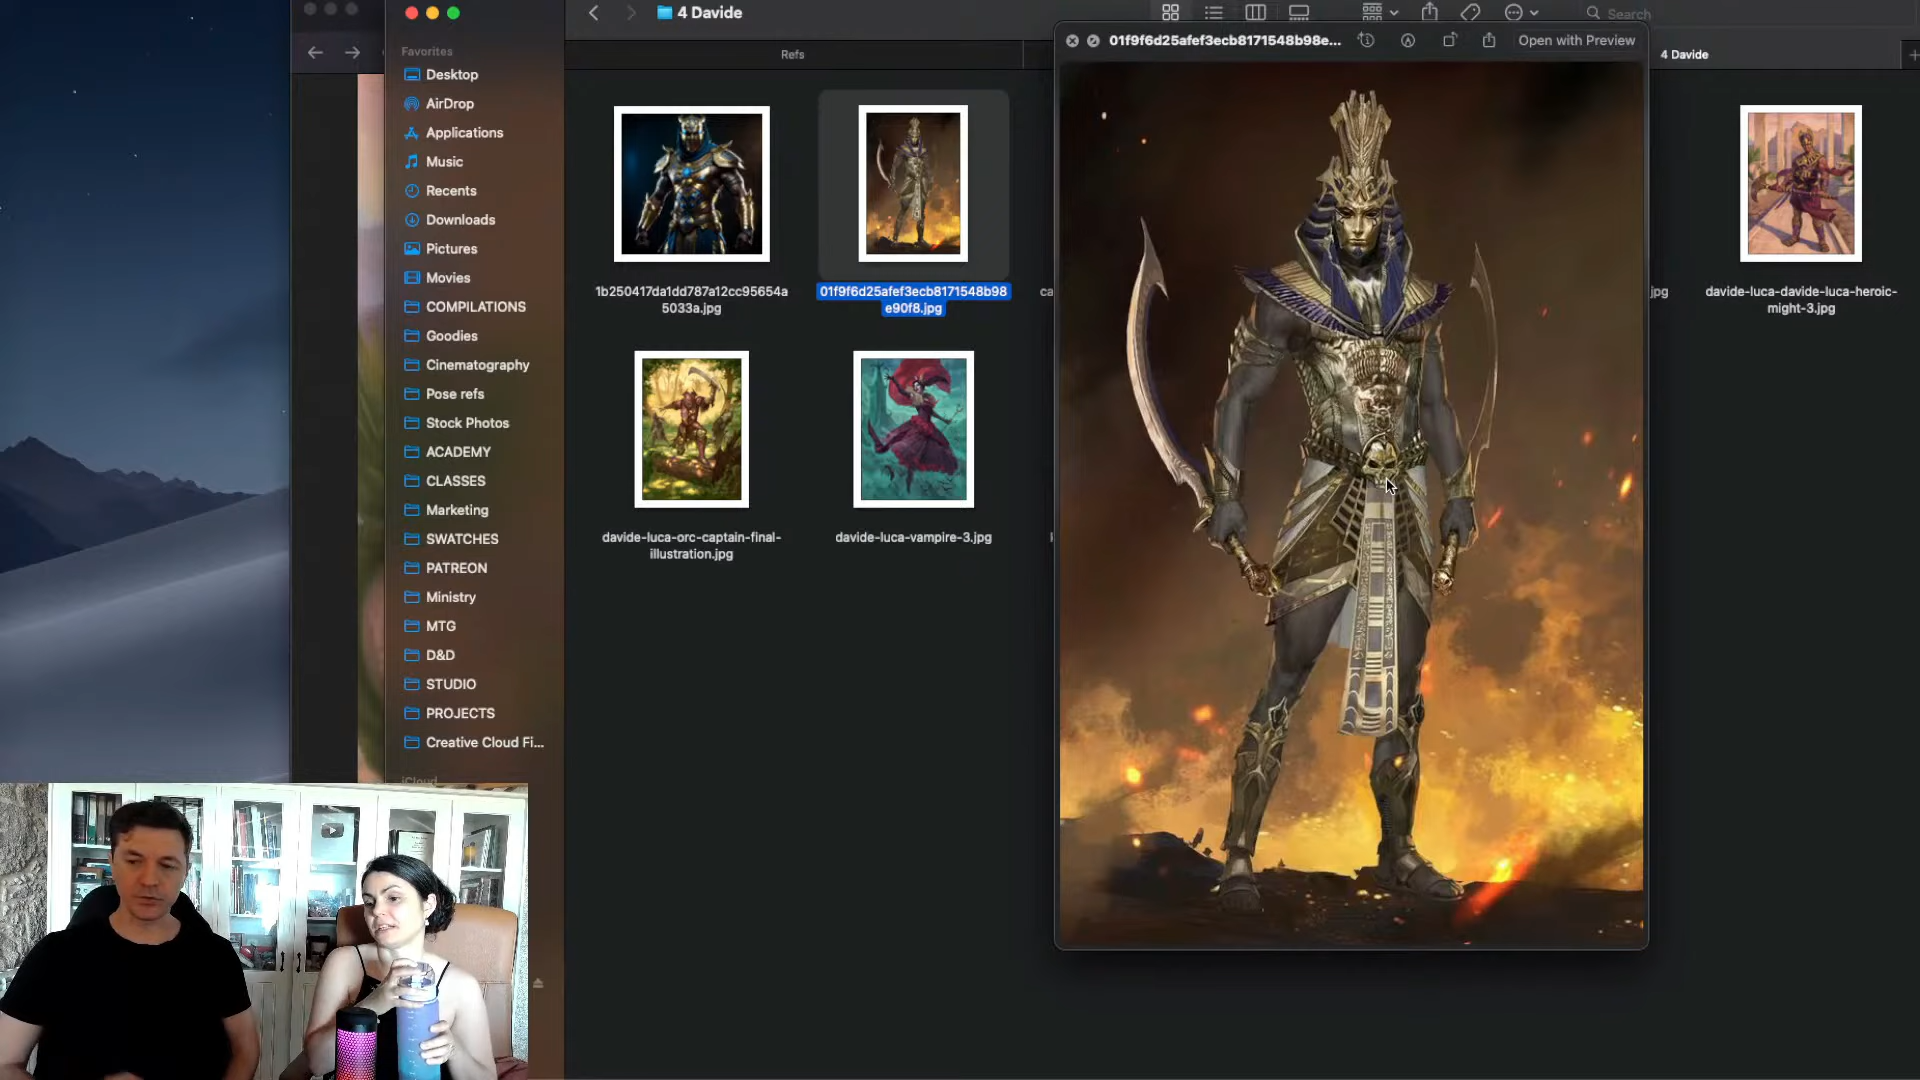 4 Davide
Search
Refs
4 Davide
01f9f6d25afef3ecb8171548b98e...
Open with Preview
Favorites
Desktop
AirDrop
Applications
Music
Recents
Downloads
Pictures
Movies
COMPILATIONS
Goodies
Cinematography
Pose refs
Stock Photos
ACADEMY
CLASSES
Marketing
SWATCHES
PATREON
Ministry
MTG
D&D
STUDIO
PROJECTS
Creative Cloud Fi...
iCloud
1b250417da1dd787a12cc95654a
5033a.jpg
01f9f6d25afef3ecb8171548b98
e90f8.jpg
ca
jpg
davide-luca-davide-luca-heroic-
might-3.jpg
davide-luca-orc-captain-final-
illustration.jpg
davide-luca-vampire-3.jpg